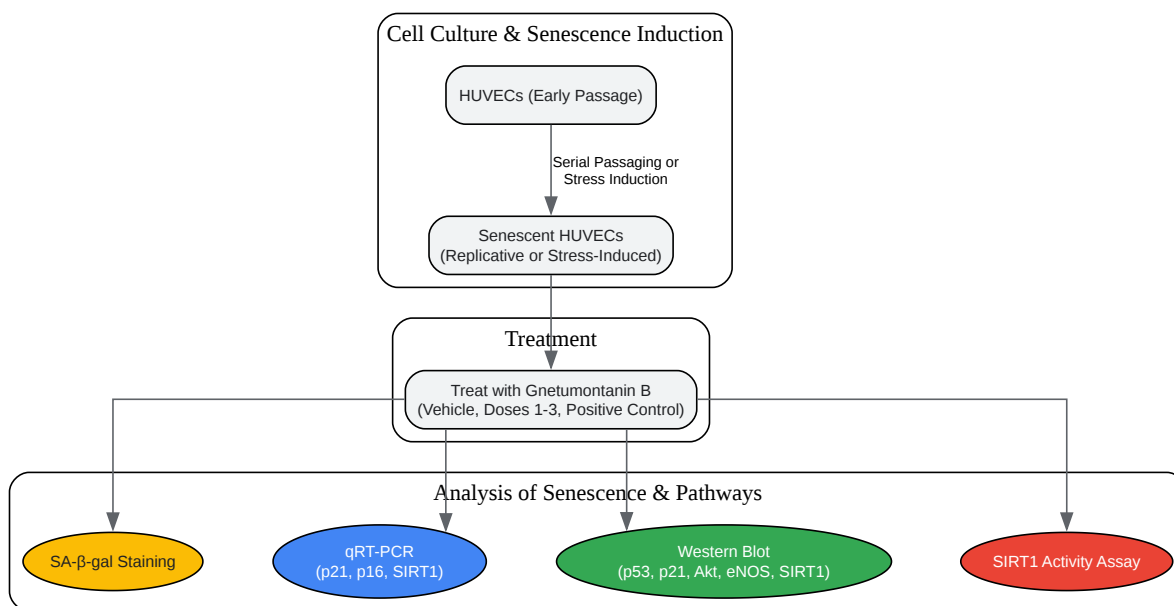 Cell Culture & Senescence Induction
HUVECs (Early Passage)
Serial Passaging or
Stress Induction
Senescent HUVECs
(Replicative or Stress-Induced)
Treatment
Treat with Gnetumontanin B
(Vehicle, Doses 1-3, Positive Control)
Analysis of Senescence & Pathways
SA-β-gal Staining
qRT-PCR
(p21, p16, SIRT1)
Western Blot
(p53, p21, Akt, eNOS, SIRT1)
SIRT1 Activity Assay